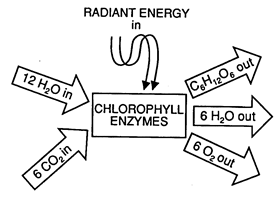 RADIANT ENERGY
in
12 H₂O in
6 CO₂ in
CHLOROPHYLL
ENZYMES
C₆H₁₂O₆ out
6 H₂O out
6 O₂ out